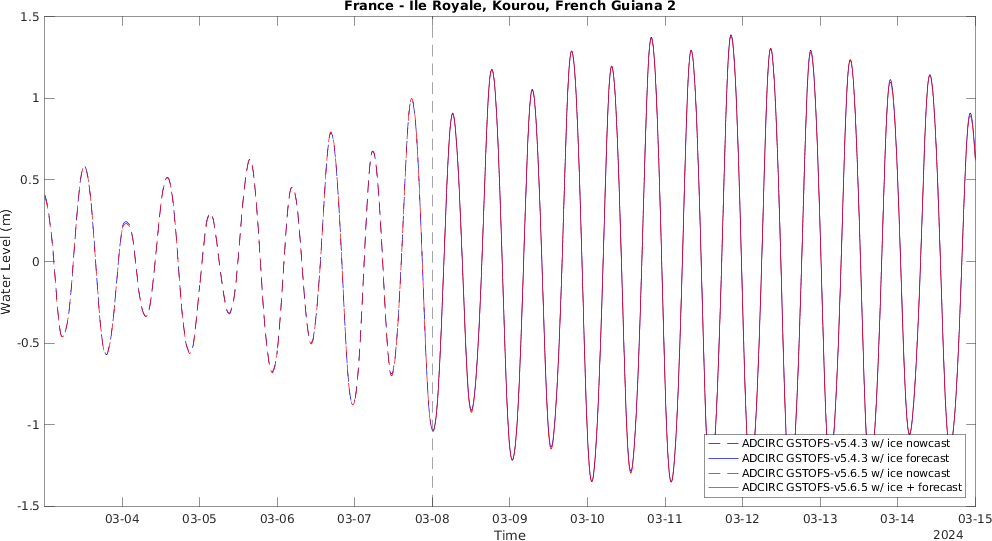 France - Ile Royale, Kourou, French Guiana 2
1.5
1
0.5
0
-0.5
-1
-1.5
Water Level (m)
ADCIRC GSTOFS-v5.4.3 w/ ice nowcast
ADCIRC GSTOFS-v5.4.3 w/ ice forecast
ADCIRC GSTOFS-v5.6.5 w/ ice nowcast
ADCIRC GSTOFS-v5.6.5 w/ ice + forecast
03-04 03-05 03-06 03-07 03-08 03-09 03-10 03-11 03-12 03-13 03-14 03-15
Time
2024